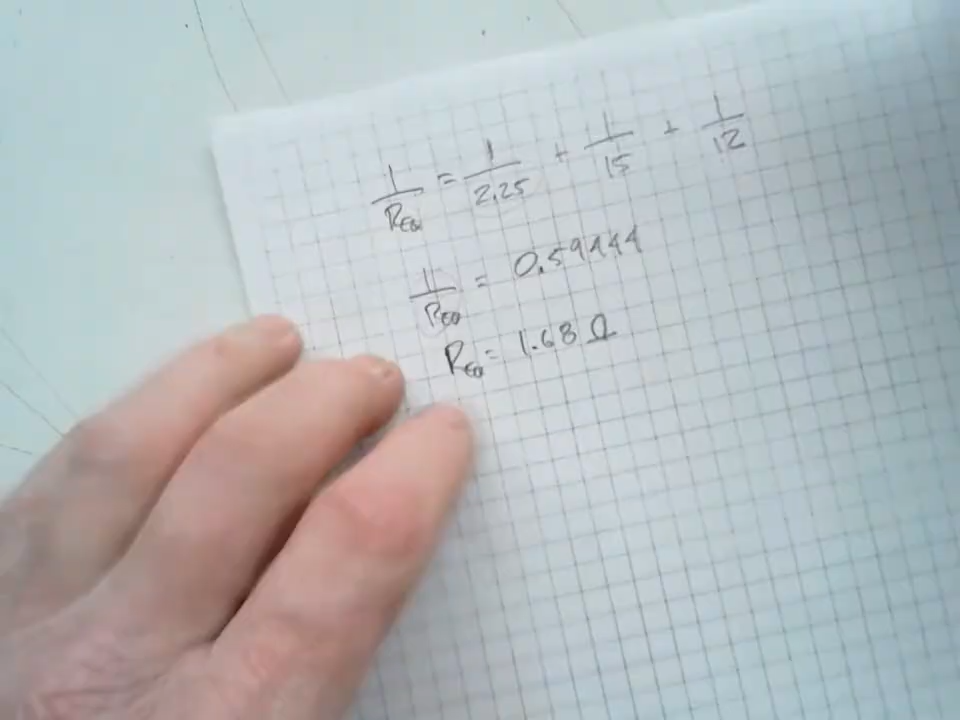 1/R_EQ = 1/2.25 + 1/15 + 1/12
1/R_EQ = 0.59444
R_EQ = 1.68 Ω